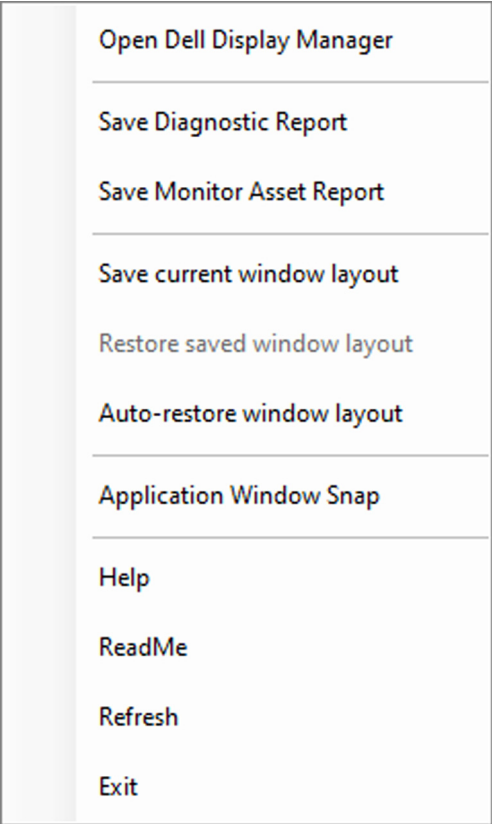 Open Dell Display Manager
Save Diagnostic Report
Save Monitor Asset Report
Save current window layout
Restore saved window layout
Auto-restore window layout
Application Window Snap
Help
ReadMe
Refresh
Exit